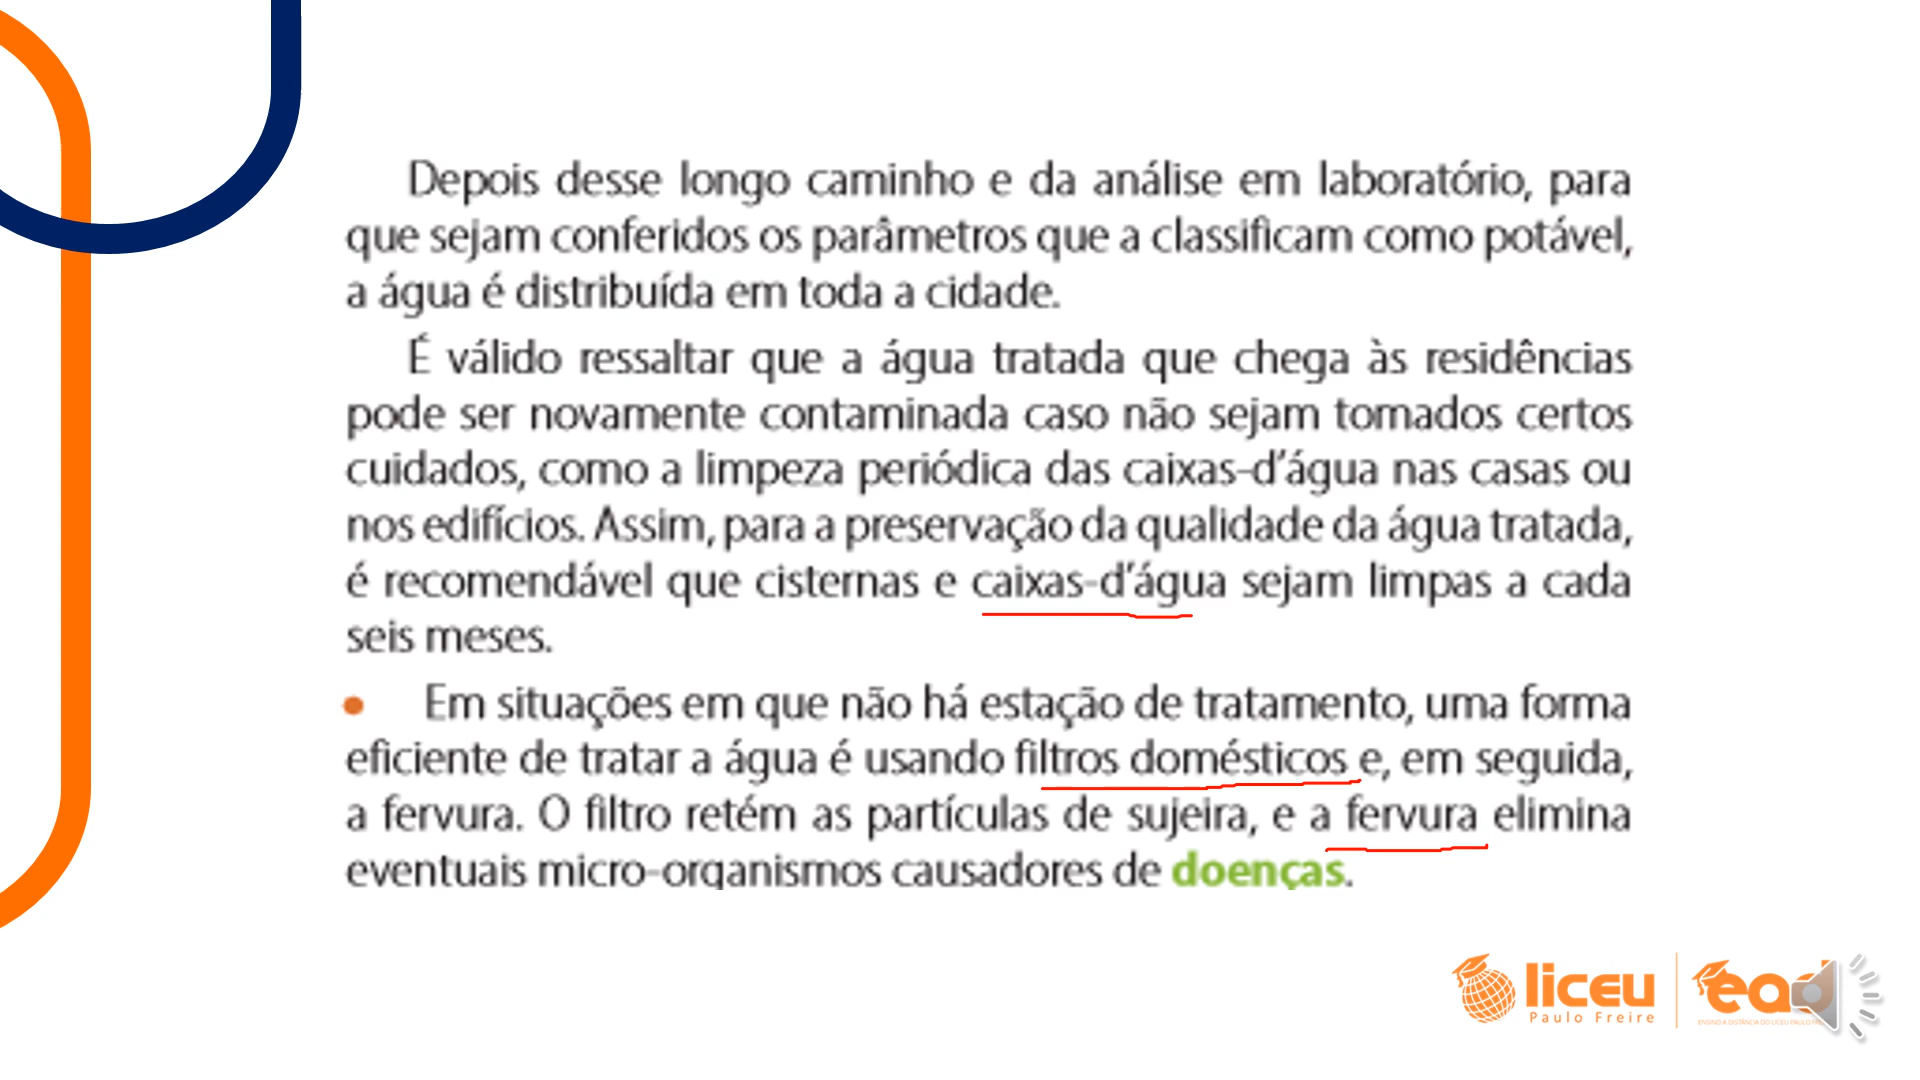 Depois desse longo caminho e da análise em laboratório, para
que sejam conferidos os parâmetros que a classificam como potável,
a água é distribuída em toda a cidade.
É válido ressaltar que a água tratada que chega às residências
pode ser novamente contaminada caso não sejam tomados certos
cuidados, como a limpeza periódica das caixas-d'água nas casas ou
nos edifícios. Assim, para a preservação da qualidade da água tratada,
é recomendável que cisternas e caixas-d'água sejam limpas a cada
seis meses.
• Em situações em que não há estação de tratamento, uma forma
eficiente de tratar a água é usando filtros domésticos e, em seguida,
a fervura. O filtro retém as partículas de sujeira, e a fervura elimina
eventuais micro-organismos causadores de doenças.
liceu
Paulo Freire
ead
ENSINO A DISTÂNCIA DO LICEU PAULO